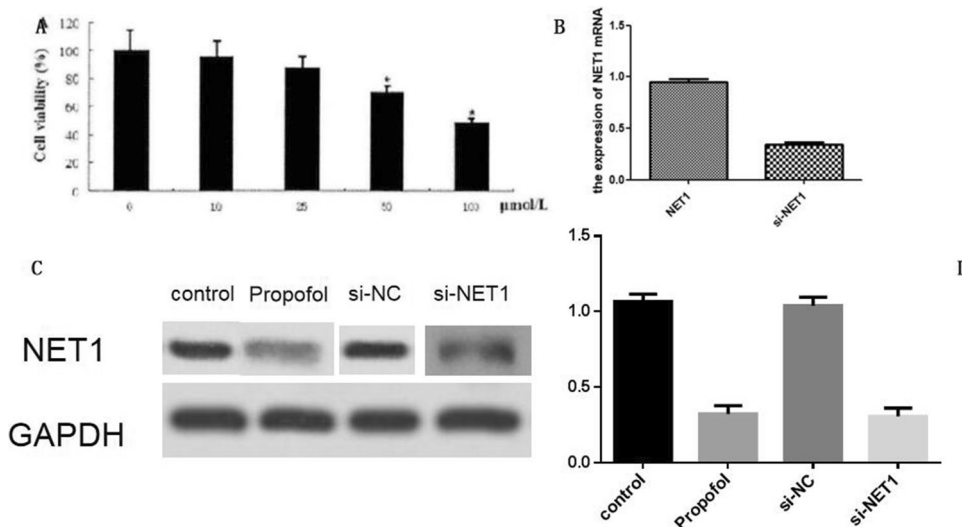 A
120
100
80
60
40
20
0
Cell viability (%)
*
*
0 10 25 50 100 μmol/L
B
1.5
1.0
0.5
0.0
the expression of NET1 mRNA
NET1 si-NET1
C
control Propofol si-NC si-NET1
NET1
GAPDH
1.5
1.0
0.5
0.0
control Propofol si-NC si-NET1